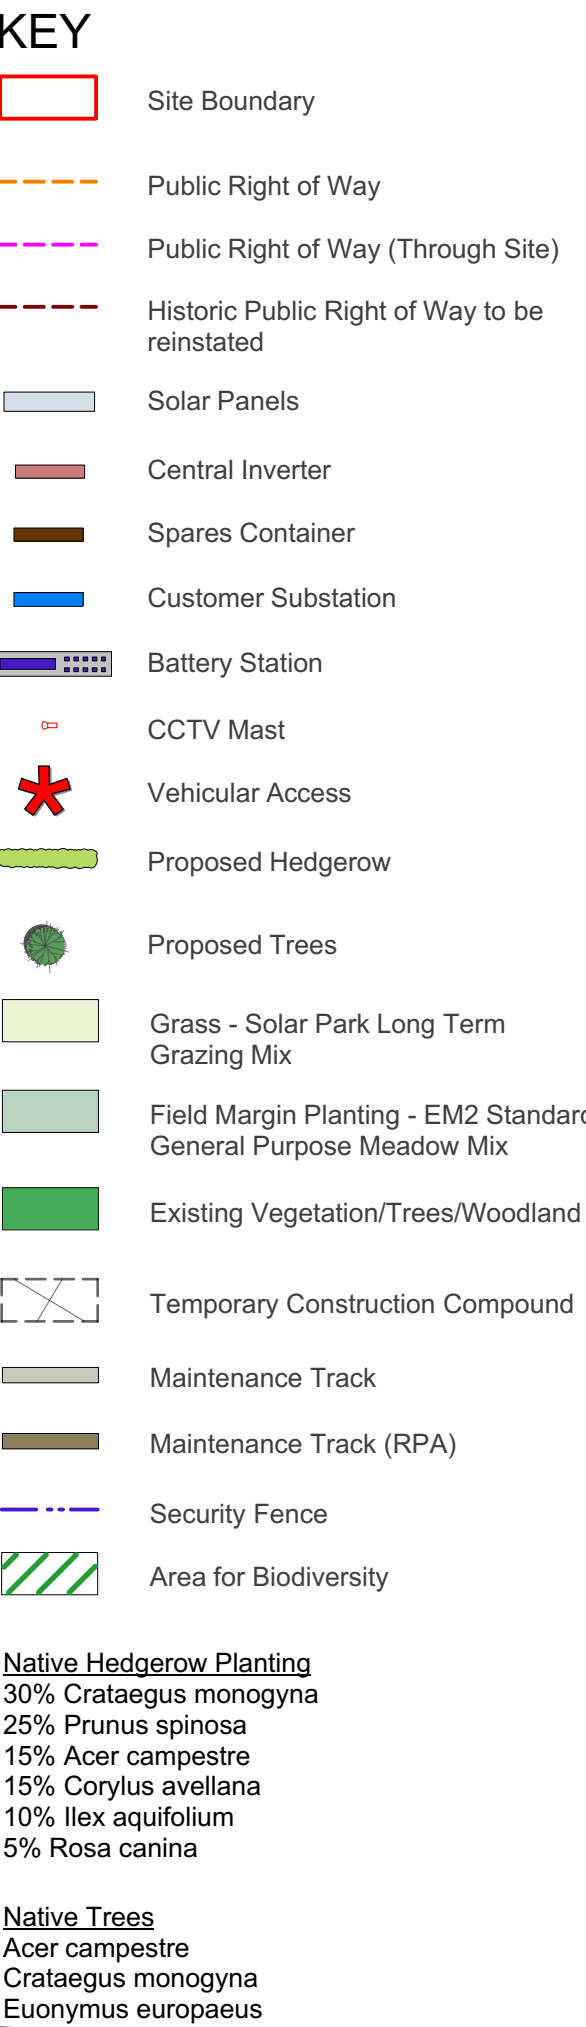 KEY
Site Boundary
Public Right of Way
Public Right of Way (Through Site)
Historic Public Right of Way to be
reinstated
Solar Panels
Central Inverter
Spares Container
Customer Substation
Battery Station
CCTV Mast
Vehicular Access
Proposed Hedgerow
Proposed Trees
Grass - Solar Park Long Term
Grazing Mix
Field Margin Planting - EM2 Standard
General Purpose Meadow Mix
Existing Vegetation/Trees/Woodland
Temporary Construction Compound
Maintenance Track
Maintenance Track (RPA)
Security Fence
Area for Biodiversity
Native Hedgerow Planting
30% Crataegus monogyna
25% Prunus spinosa
15% Acer campestre
15% Corylus avellana
10% Ilex aquifolium
5% Rosa canina
Native Trees
Acer campestre
Crataegus monogyna
Euonymus europaeus